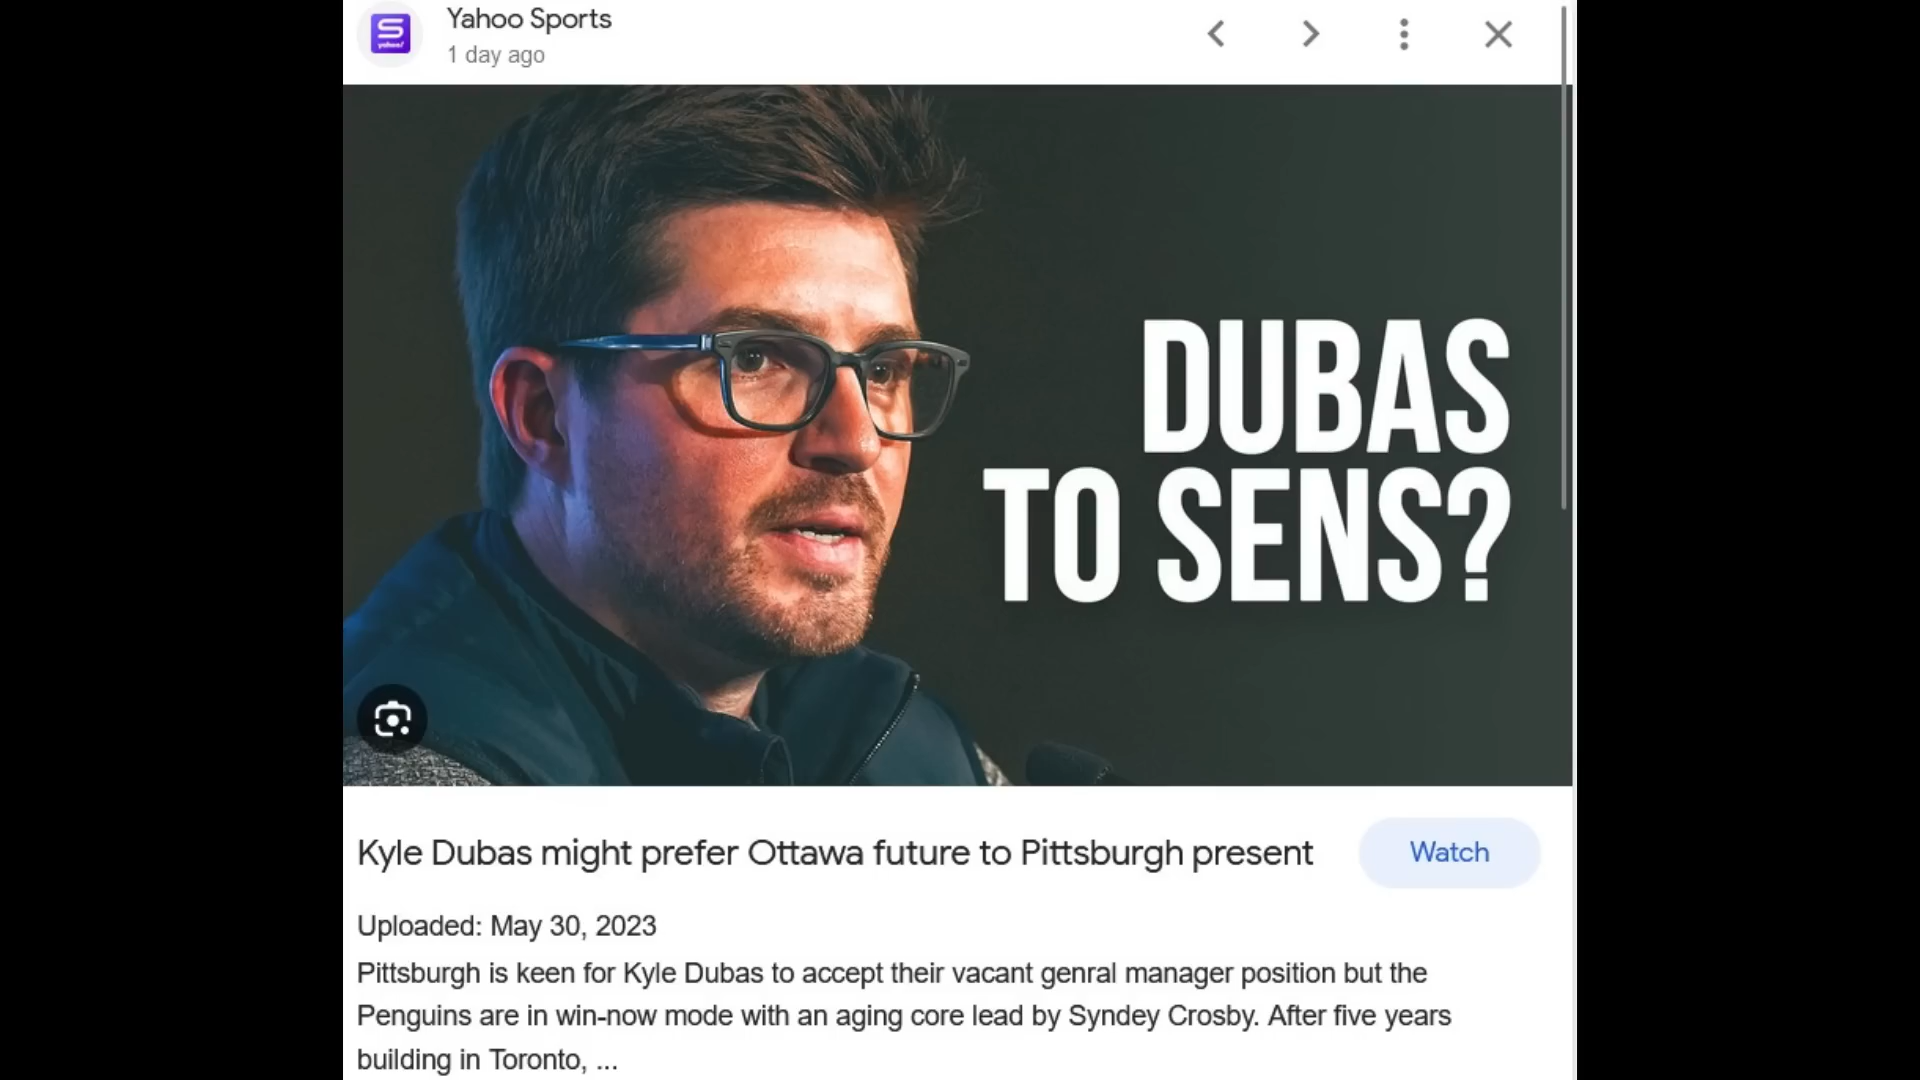 Yahoo Sports
1 day ago
S
yahoo!
DUBAS
TO SENS?
Kyle Dubas might prefer Ottawa future to Pittsburgh present
Watch
Uploaded: May 30, 2023
Pittsburgh is keen for Kyle Dubas to accept their vacant genral manager position but the
Penguins are in win-now mode with an aging core lead by Syndey Crosby. After five years
building in Toronto, ...